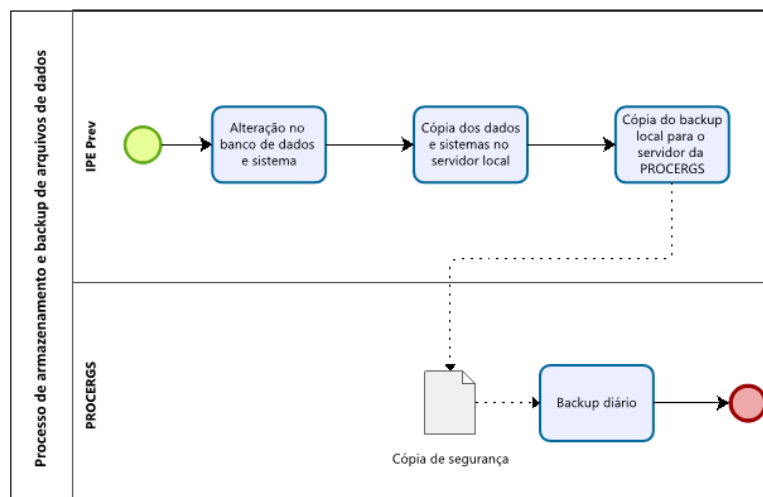 Processo de armazenamento e backup de arquivos de dados
IPE Prev
Alteração no
banco de dados
e sistema
Cópia dos dados
e sistemas no
servidor local
Cópia do backup
local para o
servidor da
PROCERGS
PROCERGS
Cópia de segurança
Backup diário